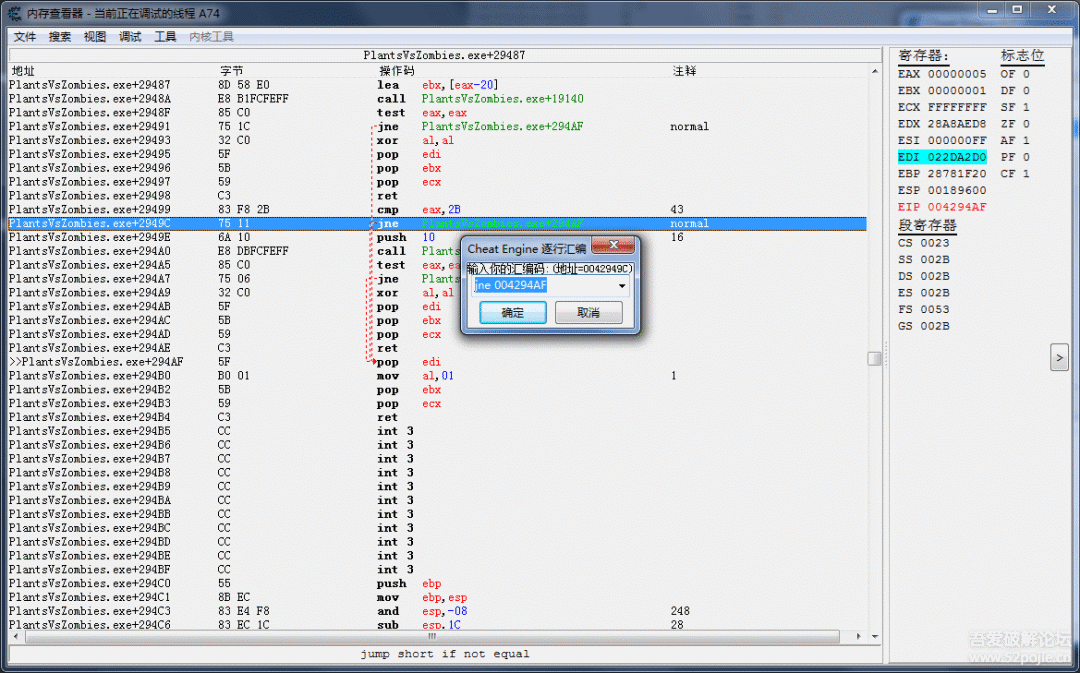 内存查看器 - 当前正在调试的线程 A74
文件 搜索 视图 调试 工具 内核工具
PlantsVsZombies.exe+29487
地址 字节 操作码 注释
PlantsVsZombies.exe+29487 8D 58 E0 lea ebx,[eax-20]
PlantsVsZombies.exe+2948A E8 B1FCFEFF call PlantsVsZombies.exe+19140
PlantsVsZombies.exe+2948F 85 C0 test eax,eax
PlantsVsZombies.exe+29491 75 1C jne PlantsVsZombies.exe+294AF normal
PlantsVsZombies.exe+29493 32 C0 xor al,al
PlantsVsZombies.exe+29495 5F pop edi
PlantsVsZombies.exe+29496 5B pop ebx
PlantsVsZombies.exe+29497 59 pop ecx
PlantsVsZombies.exe+29498 C3 ret
PlantsVsZombies.exe+29499 83 F8 2B cmp eax,2B 43
PlantsVsZombies.exe+2949C 75 11 jne PlantsVsZombies.exe+294AF normal
PlantsVsZombies.exe+2949E 6A 10 push 10 16
PlantsVsZombies.exe+294A0 E8 DBFCFEFF call Plants
PlantsVsZombies.exe+294A5 85 C0 test eax,ea
PlantsVsZombies.exe+294A7 75 06 jne Plants
PlantsVsZombies.exe+294A9 32 C0 xor al,al
PlantsVsZombies.exe+294AB 5F pop edi
PlantsVsZombies.exe+294AC 5B pop ebx
PlantsVsZombies.exe+294AD 59 pop ecx
PlantsVsZombies.exe+294AE C3 ret
>>PlantsVsZombies.exe+294AF 5F pop edi
PlantsVsZombies.exe+294B0 B0 01 mov al,01 1
PlantsVsZombies.exe+294B2 5B pop ebx
PlantsVsZombies.exe+294B3 59 pop ecx
PlantsVsZombies.exe+294B4 C3 ret
PlantsVsZombies.exe+294B5 CC int 3
PlantsVsZombies.exe+294B6 CC int 3
PlantsVsZombies.exe+294B7 CC int 3
PlantsVsZombies.exe+294B8 CC int 3
PlantsVsZombies.exe+294B9 CC int 3
PlantsVsZombies.exe+294BA CC int 3
PlantsVsZombies.exe+294BB CC int 3
PlantsVsZombies.exe+294BC CC int 3
PlantsVsZombies.exe+294BD CC int 3
PlantsVsZombies.exe+294BE CC int 3
PlantsVsZombies.exe+294BF CC int 3
PlantsVsZombies.exe+294C0 55 push ebp
PlantsVsZombies.exe+294C1 8B EC mov ebp,esp
PlantsVsZombies.exe+294C3 83 E4 F8 and esp,-08 248
PlantsVsZombies.exe+294C6 83 EC 1C sub esp,1C 28
jump short if not equal
Cheat Engine 逐行汇编
输入你的汇编码: (地址=0042949C)
jne 004294AF
确定 取消
寄存器: 标志位
EAX 00000005 OF 0
EBX 00000001 DF 0
ECX FFFFFFFF SF 1
EDX 28A8AED8 ZF 0
ESI 000000FF AF 1
EDI 022DA2D0 PF 0
EBP 28781F20 CF 1
ESP 00189600
EIP 004294AF
段寄存器
CS 0023
SS 002B
DS 002B
ES 002B
FS 0053
GS 002B
>
吾爱破解论坛
www.52pojie.cn